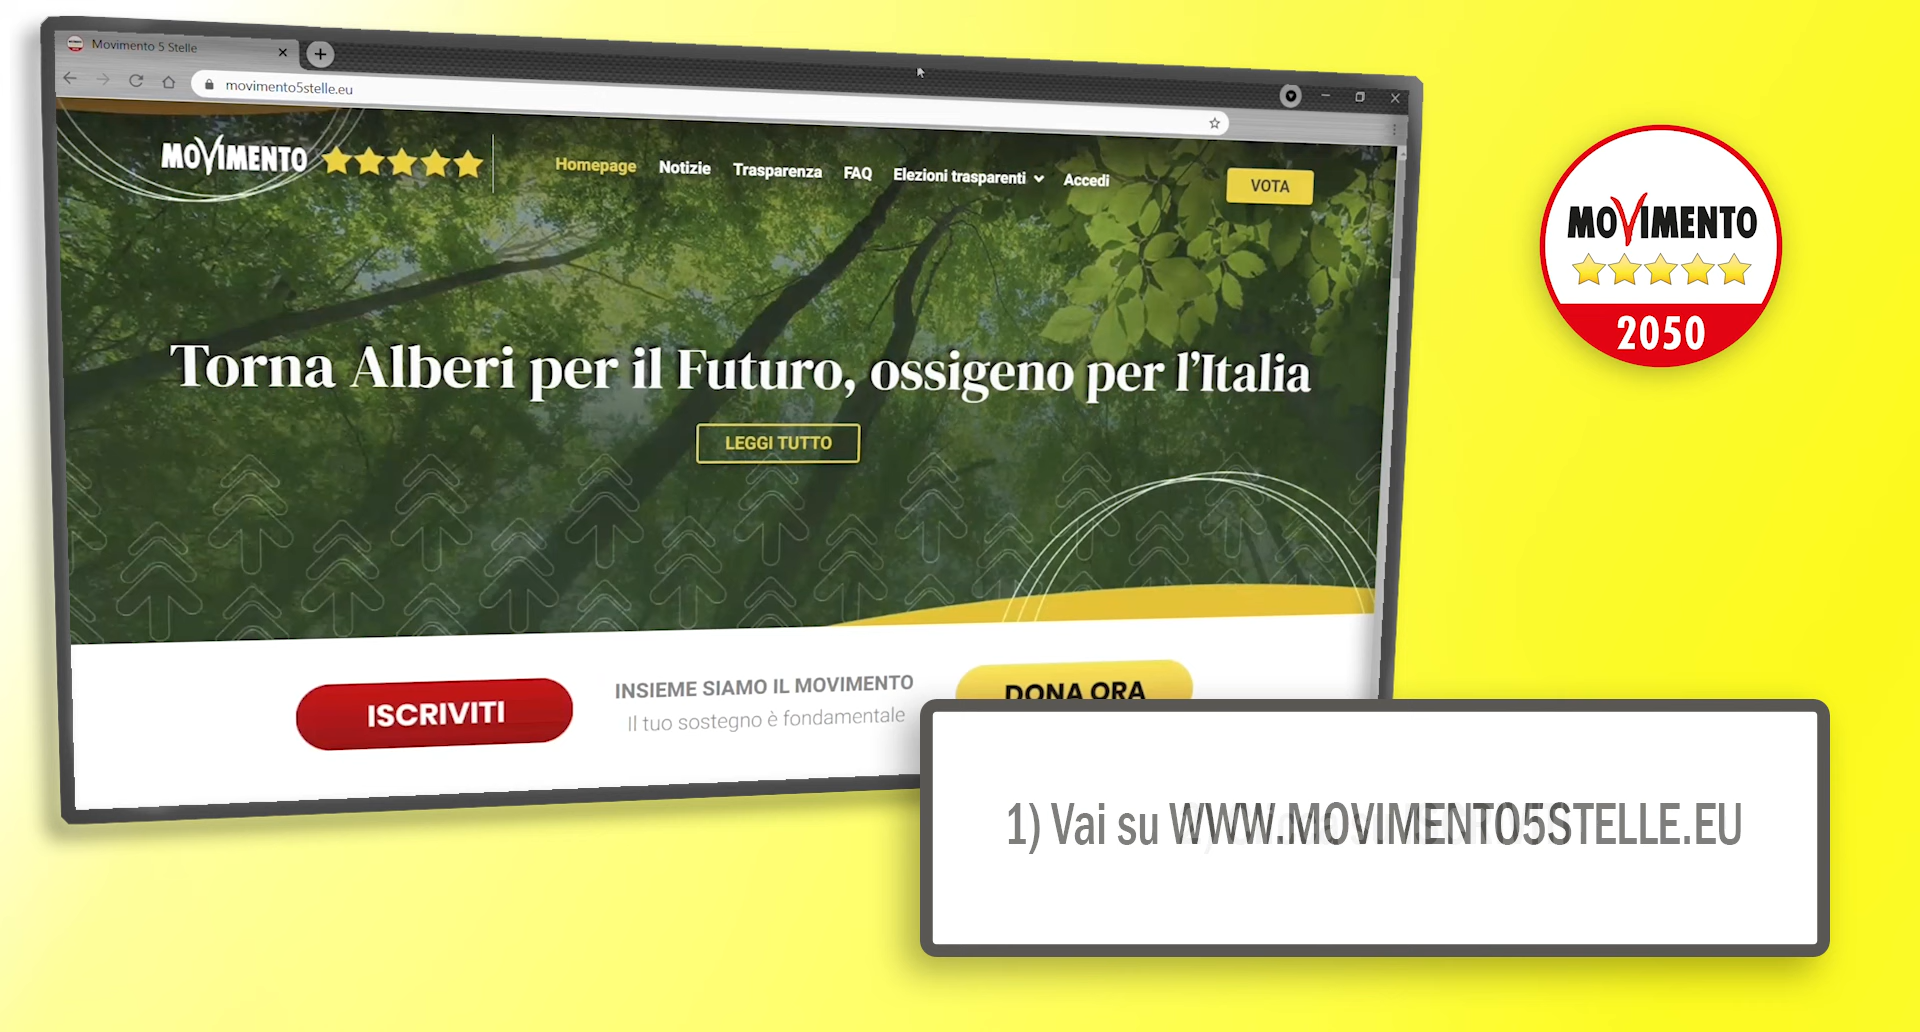 Movimento 5 Stelle
movimento5stelle.eu
MOVIMENTO
Homepage Notizie Trasparenza FAQ Elezioni trasparenti Accedi
VOTA
Torna Alberi per il Futuro, ossigeno per l'Italia
LEGGI TUTTO
ISCRIVITI
INSIEME SIAMO IL MOVIMENTO
Il tuo sostegno è fondamentale
DONA ORA
MOVIMENTO
2050
1) Vai su WWW.MOVIMENTO5STELLE.EU